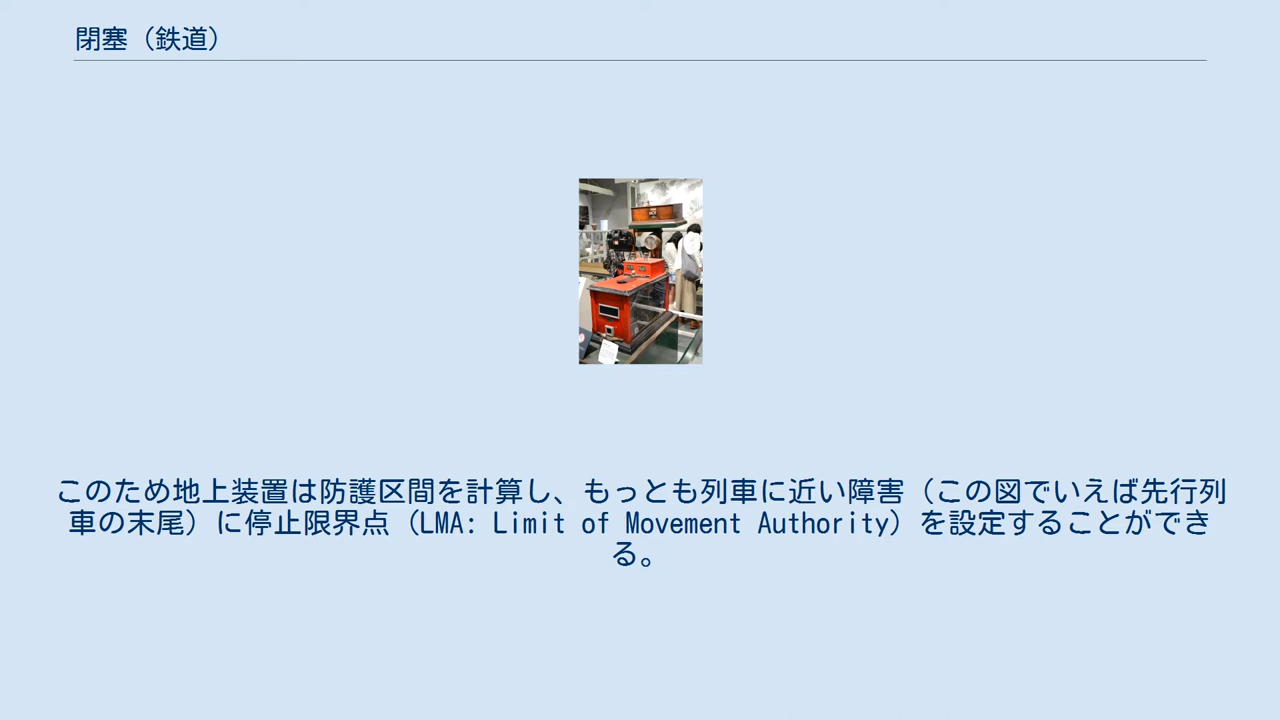 閉塞（鉄道）
このため地上装置は防護区間を計算し、もっとも列車に近い障害（この図でいえば先行列
車の末尾）に停止限界点（LMA: Limit of Movement Authority）を設定することができ
る。